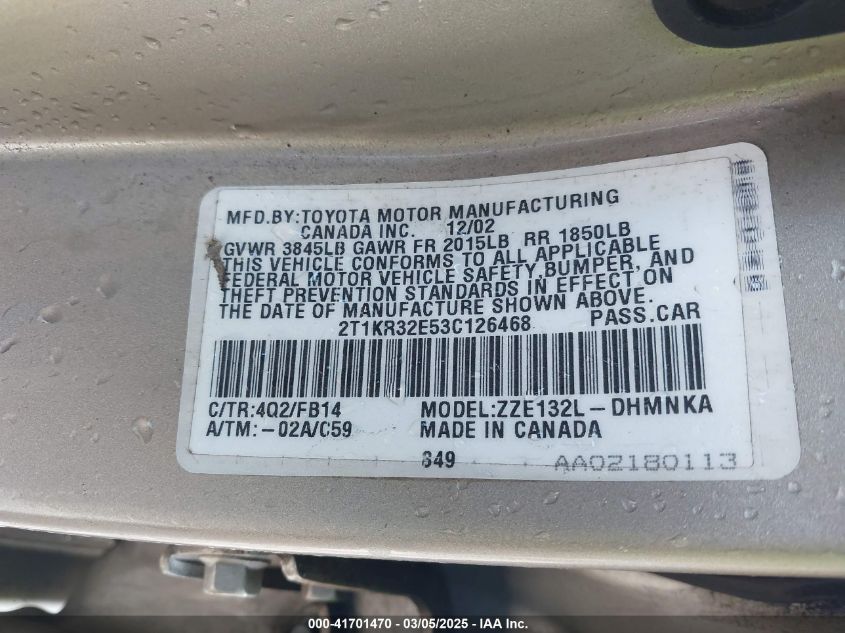 MFD.BY:TOYOTA MOTOR MANUFACTURING
CANADA INC. 12/02
GVWR 3845LB GAWR FR 2015LB RR 1850LB
THIS VEHICLE CONFORMS TO ALL APPLICABLE
FEDERAL MOTOR VEHICLE SAFETY,BUMPER, AND
THEFT PREVENTION STANDARDS IN EFFECT ON
THE DATE OF MANUFACTURE SHOWN ABOVE.
2T1KR32E53C126468 PASS.CAR
C/TR:4Q2/FB14 MODEL:ZZE132L-DHMNKA
A/TM:-02A/C59 MADE IN CANADA
849 AA02180113
000-41701470 - 03/05/2025 - IAA Inc.